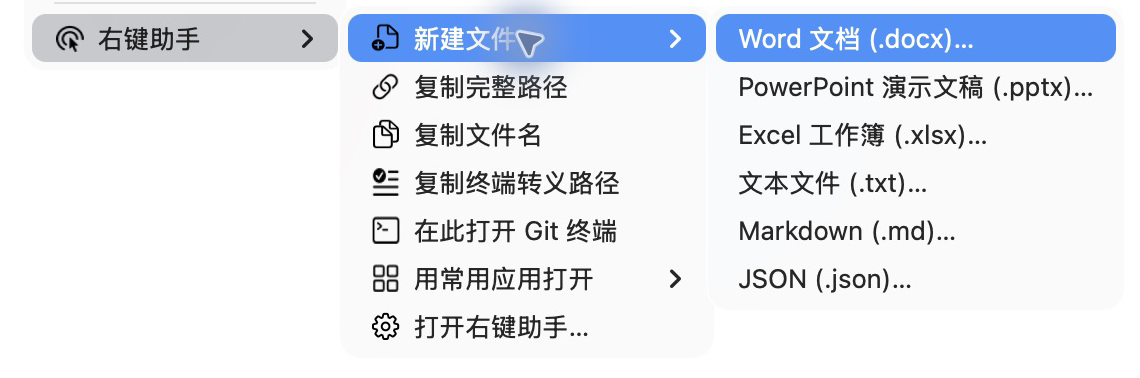 右键助手
新建文件
复制完整路径
复制文件名
复制终端转义路径
在此打开 Git 终端
用常用应用打开
打开右键助手...
Word 文档 (.docx)...
PowerPoint 演示文稿 (.pptx)...
Excel 工作簿 (.xlsx)...
文本文件 (.txt)...
Markdown (.md)...
JSON (.json)...